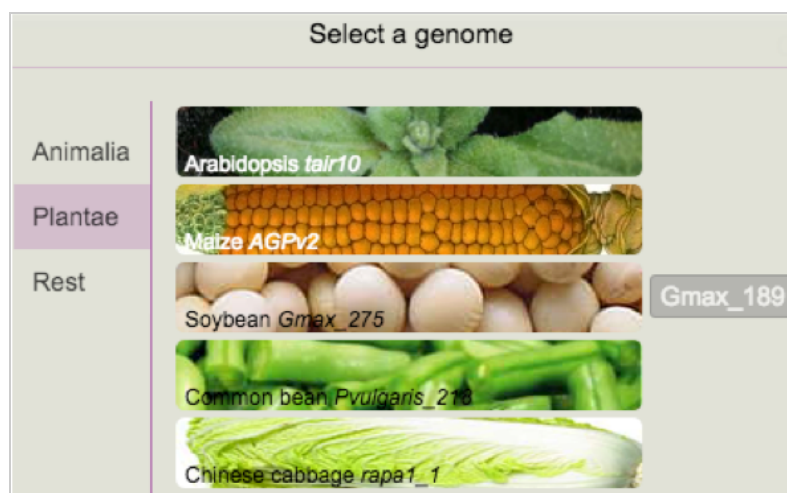 Select a genome
Animalia
Plantae
Rest
Arabidopsis tair10
Maize AGPv2
Soybean Gmax_275
Gmax_189
Common bean Pvulgaris_218
Chinese cabbage rapa1_1